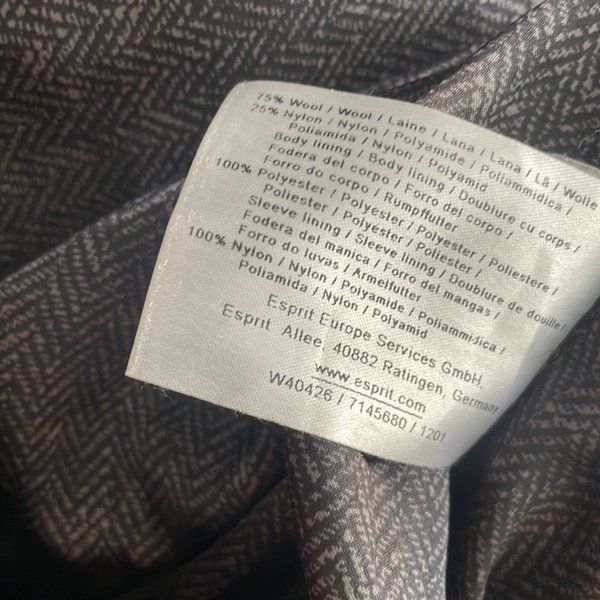 75% Wool / Wool / Laine / Lana / Lana / Lã / Wolle
25% Nylon / Nylon / Polyamide / Poliammidica /
Poliamida / Nylon / Polyamid
Body lining / Body lining / Doublure cu corps /
Fodera del corpo / Forro del corpo /
Forro do corpo / Rumpffutter
100% Polyester / Polyester / Polyester / Poliestere /
Poliester / Polyester / Poliester /
Sleeve lining / Sleeve lining / Doublure de douille /
Fodera del manica / Forro del mangas /
Forro do luvas / Armelfutter
100% Nylon / Nylon / Polyamide / Poliammidica /
Poliamida / Nylon / Polyamid
Esprit Europe Services GmbH,
Esprit Allee, 40882 Ratingen, Germany
www.esprit.com
W40426 / 7145680 / 1201